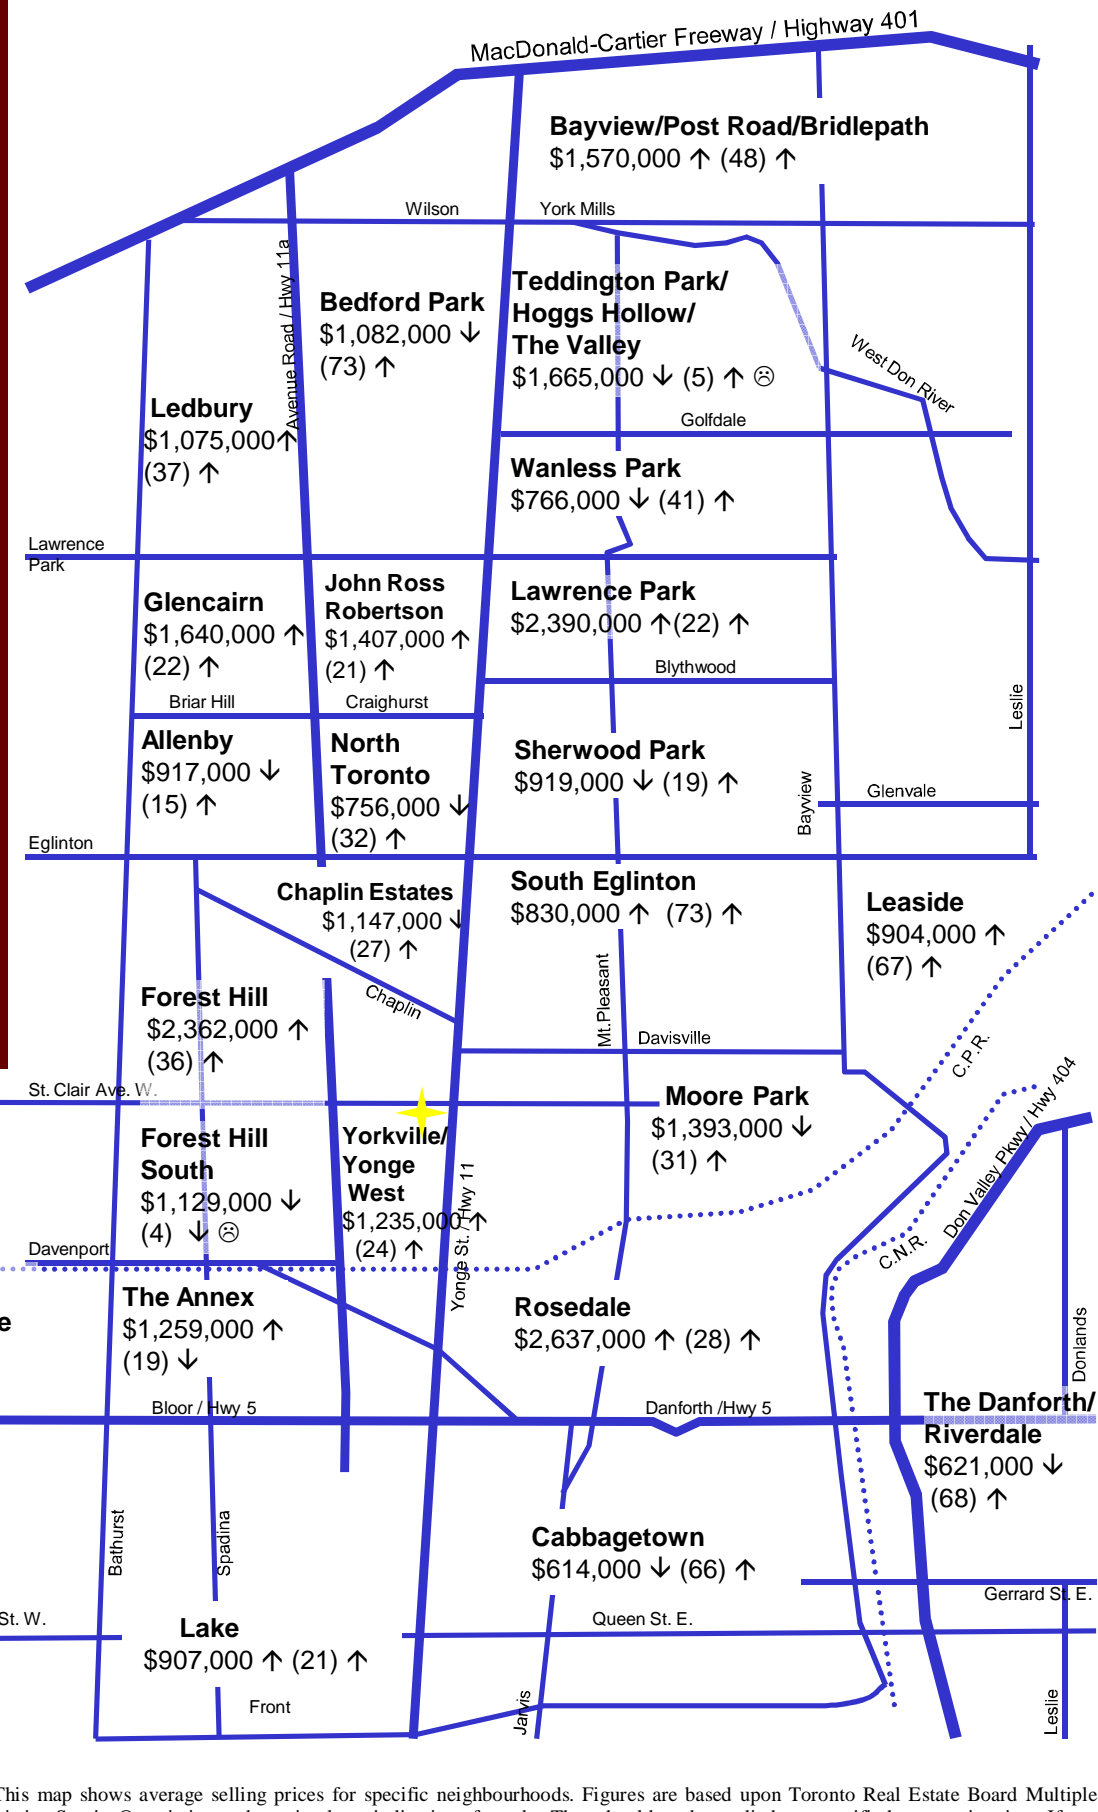 MacDonald-Cartier Freeway / Highway 401
Bayview/Post Road/Bridlepath
$1,570,000 ↑ (48) ↑
Wilson
York Mills
Avenue Road / Hwy 11a
Bedford Park
$1,082,000 ↓
(73) ↑
Teddington Park/
Hoggs Hollow/
The Valley
$1,665,000 ↓ (5) ↑ ☹
West Don River
Ledbury
$1,075,000↑
(37) ↑
Golfdale
Wanless Park
$766,000 ↓ (41) ↑
Lawrence
Park
Glencairn
$1,640,000 ↑
(22) ↑
John Ross
Robertson
$1,407,000 ↑
(21) ↑
Lawrence Park
$2,390,000 ↑(22) ↑
Blythwood
Leslie
Briar Hill
Craighurst
Allenby
$917,000 ↓
(15) ↑
North
Toronto
$756,000 ↓
(32) ↑
Sherwood Park
$919,000 ↓ (19) ↑
Bayview
Glenvale
Eglinton
Chaplin Estates
$1,147,000 ↓
(27) ↑
South Eglinton
$830,000 ↑ (73) ↑
Leaside
$904,000 ↑
(67) ↑
Forest Hill
$2,362,000 ↑
(36) ↑
Chaplin
Mt.Pleasant
Davisville
C.P.R.
St. Clair Ave. W.
Moore Park
$1,393,000 ↓
(31) ↑
Don Valley Pkwy / Hwy 404
Forest Hill
South
$1,129,000 ↓
(4) ↓ ☹
Yorkville/
Yonge
West
$1,235,000 ↑
(24) ↑
Yonge St. / Hwy 11
Davenport
C.N.R.
The Annex
$1,259,000 ↑
(19) ↓
e
Rosedale
$2,637,000 ↑ (28) ↑
Donlands
Bloor / Hwy 5
Danforth /Hwy 5
The Danforth/
Riverdale
$621,000 ↓
(68) ↑
Bathurst
Spadina
Cabbagetown
$614,000 ↓ (66) ↑
Gerrard St. E.
St. W.
Lake
$907,000 ↑ (21) ↑
Queen St. E.
Front
Jarvis
Leslie
This map shows average selling prices for specific neighbourhoods. Figures are based upon Toronto Real Estate Board Multiple